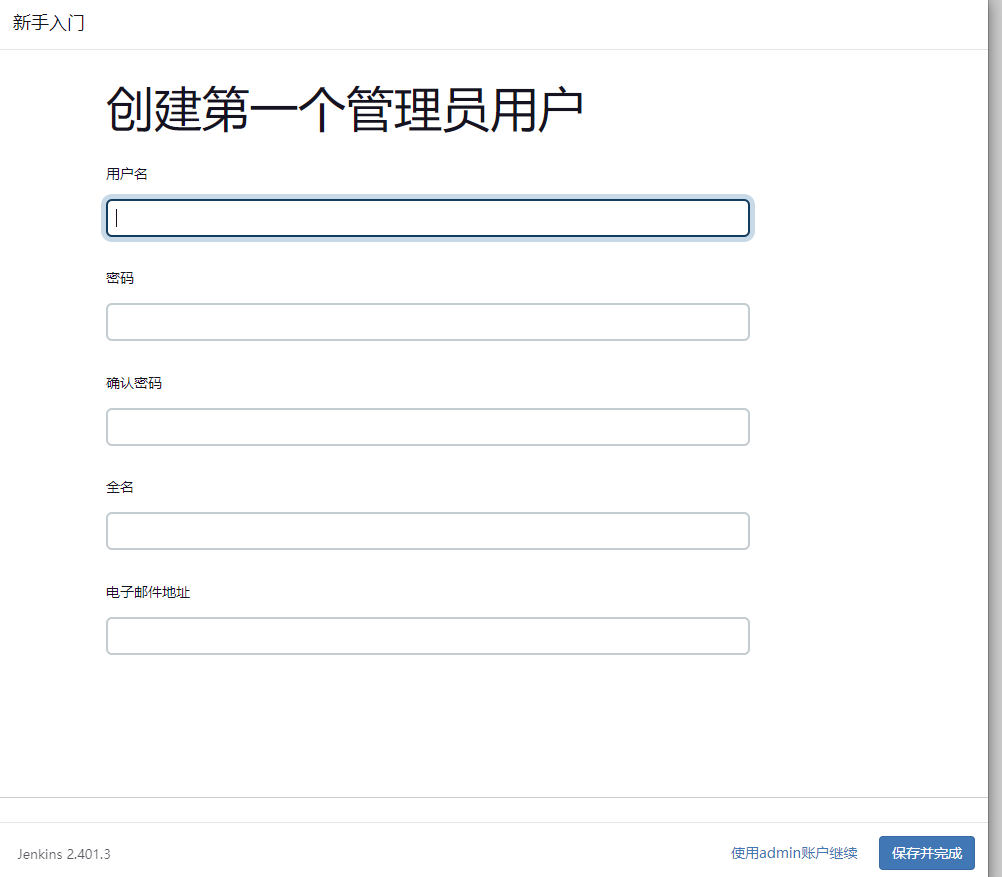 新手入门
创建第一个管理员用户
用户名
密码
确认密码
全名
电子邮件地址
Jenkins 2.401.3
使用admin账户继续
保存并完成